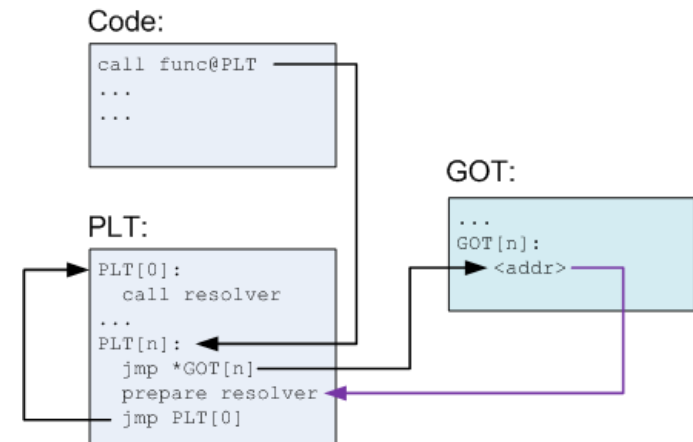 Code:
call func@PLT
...
...
PLT:
PLT[0]:
call resolver
...
PLT[n]:
jmp *GOT[n]
prepare resolver
jmp PLT[0]
GOT:
...
GOT[n]:
<addr>